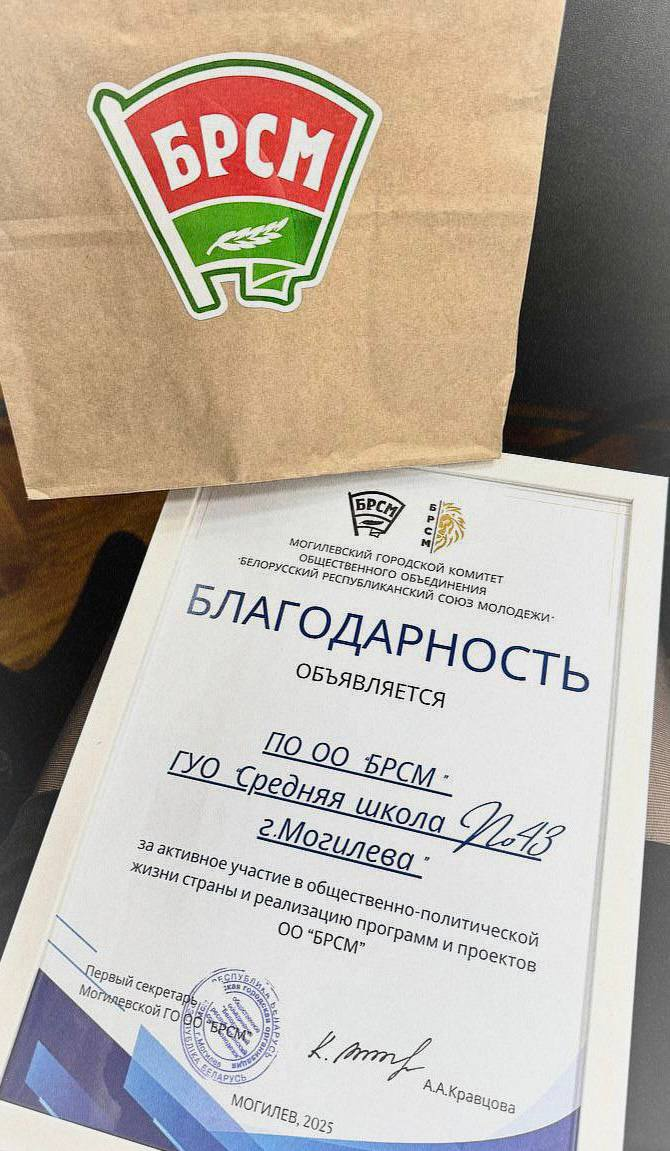 БРСМ
БРСМ
БРСМ
МОГИЛЕВСКИЙ ГОРОДСКОЙ КОМИТЕТ
ОБЩЕСТВЕННОГО ОБЪЕДИНЕНИЯ
"БЕЛОРУССКИЙ РЕСПУБЛИКАНСКИЙ СОЮЗ МОЛОДЕЖИ"
БЛАГОДАРНОСТЬ
ОБЪЯВЛЯЕТСЯ
ПО ОО "БРСМ"
ГУО "Средняя школа №43
г.Могилева"
за активное участие в общественно-политической
жизни страны и реализацию программ и проектов
ОО "БРСМ"
Первый секретарь
Могилевской ГО ОО "БРСМ"
А.А.Кравцова
МОГИЛЕВ, 2025